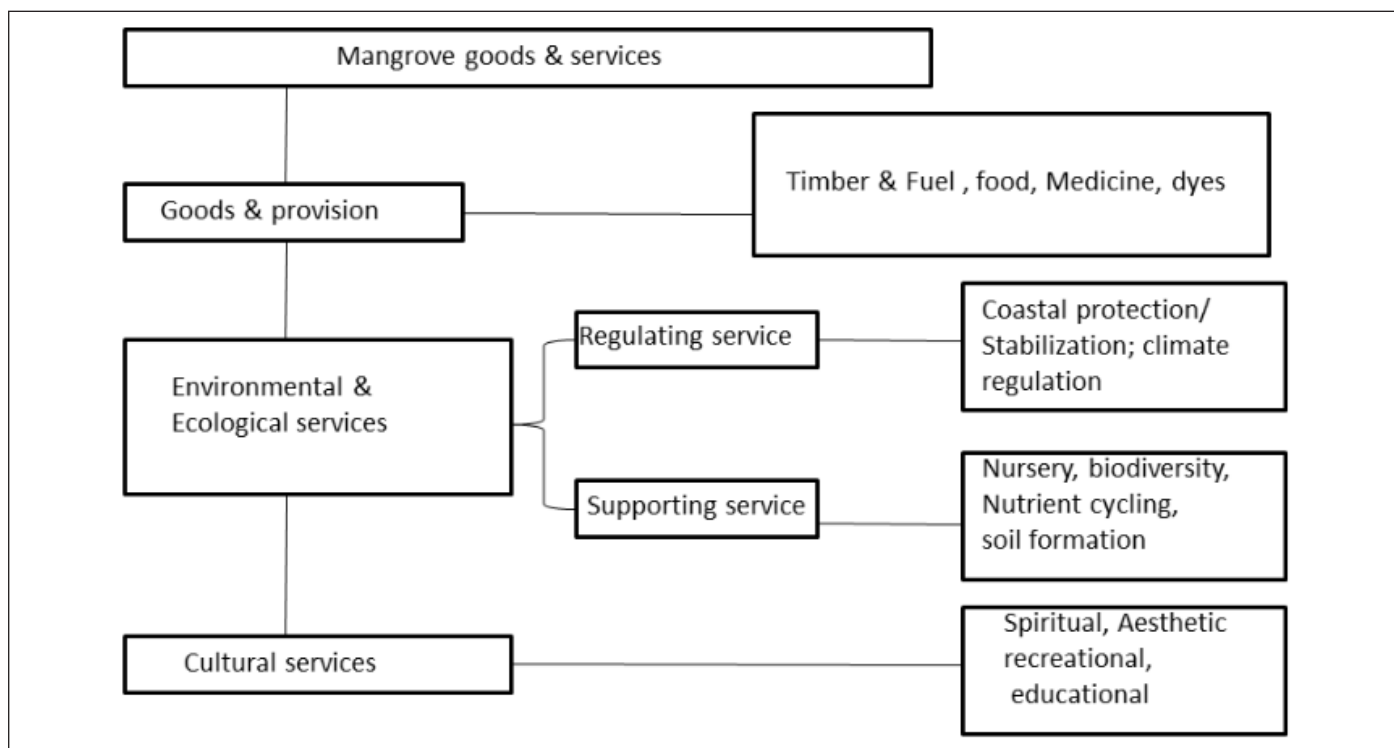 Mangrove goods & services
Timber & Fuel , food, Medicine, dyes
Goods & provision
Regulating service
Coastal protection/
Stabilization; climate
regulation
Environmental &
Ecological services
Supporting service
Nursery, biodiversity,
Nutrient cycling,
soil formation
Cultural services
Spiritual, Aesthetic
recreational,
educational